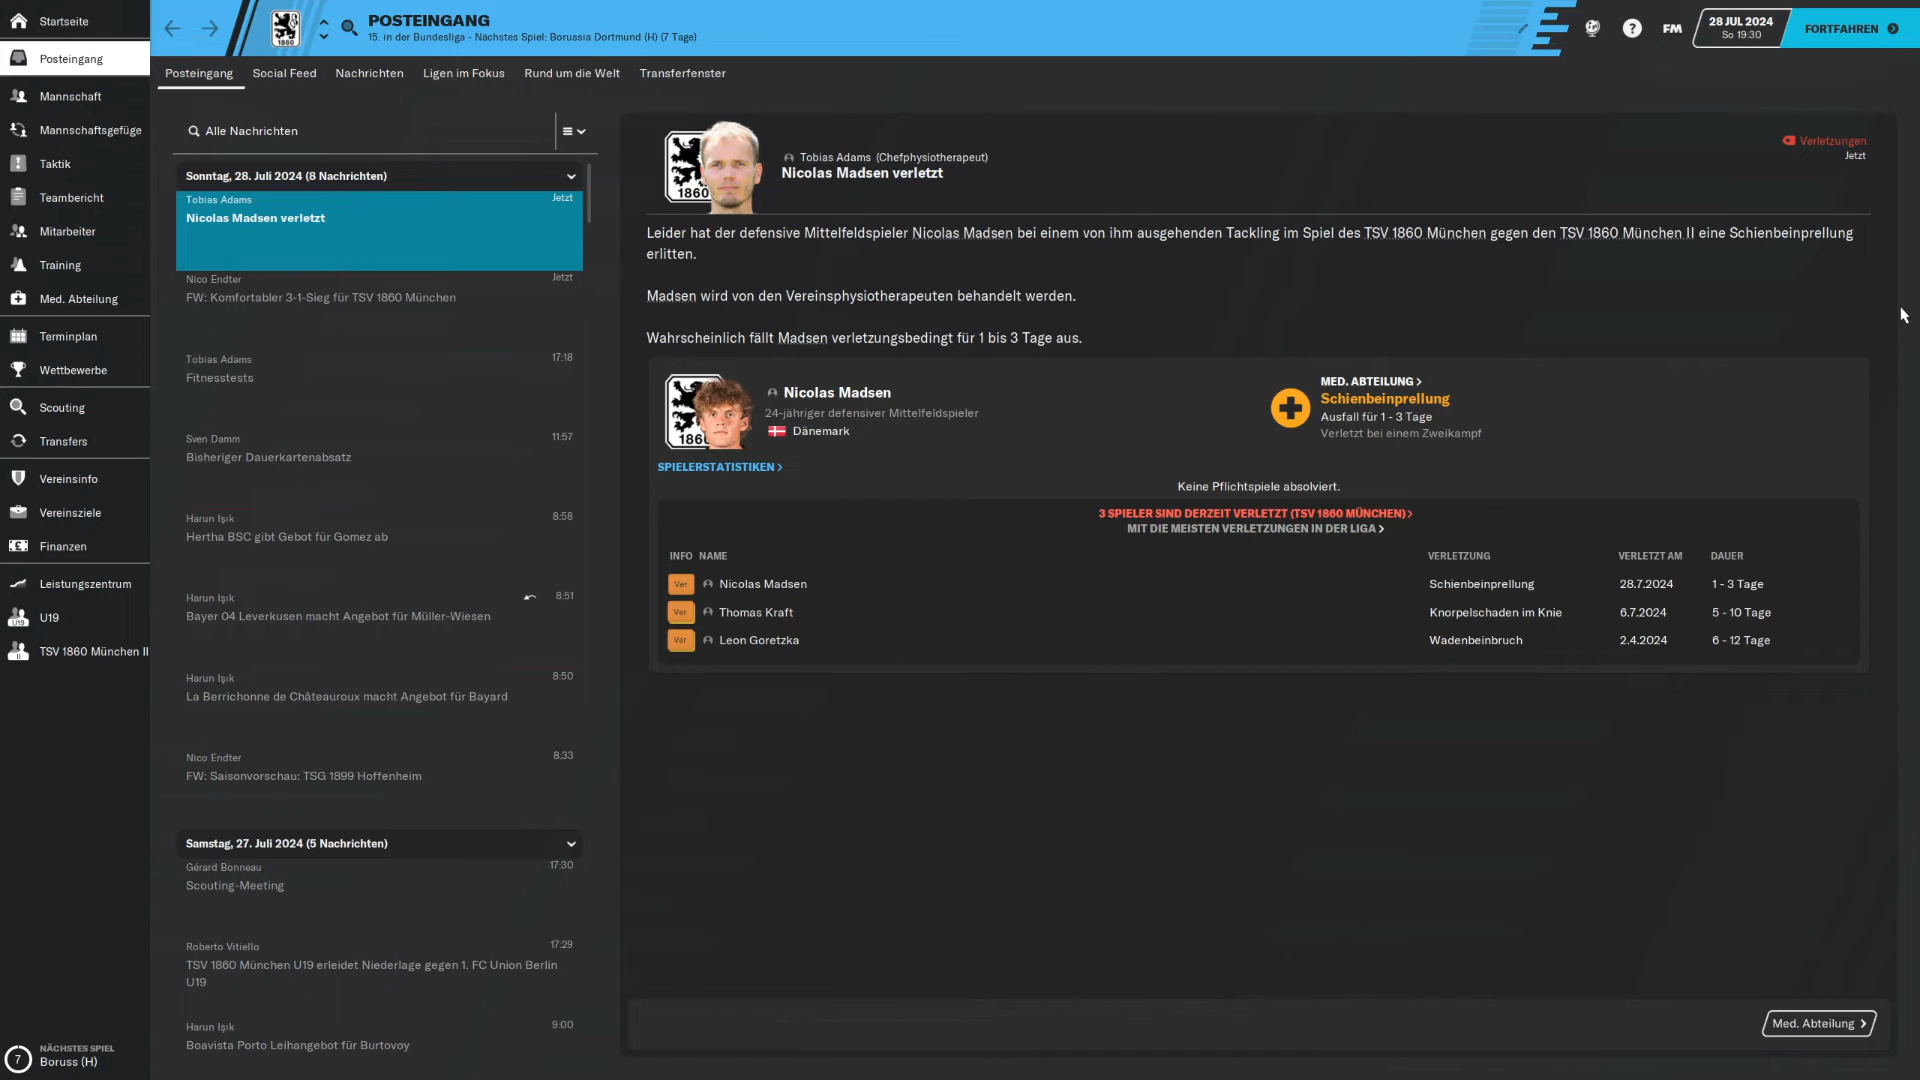 Startseite
Posteingang
Mannschaft
Mannschaftsgefüge
Taktik
Teambericht
Mitarbeiter
Training
Med. Abteilung
Terminplan
Wettbewerbe
Scouting
Transfers
Vereinsinfo
Vereinsziele
Finanzen
Leistungszentrum
U19
U19
II
TSV 1860 München II
7
NÄCHSTES SPIEL
Boruss (H)
1860
POSTEINGANG
15. in der Bundesliga - Nächstes Spiel: Borussia Dortmund (H) (7 Tage)
?
FM
28 JUL 2024
So 19:30
FORTFAHREN
Posteingang
Social Feed
Nachrichten
Ligen im Fokus
Rund um die Welt
Transferfenster
Alle Nachrichten
Sonntag, 28. Juli 2024 (8 Nachrichten)
Tobias Adams
Jetzt
Nicolas Madsen verletzt
Nico Endter
Jetzt
FW: Komfortabler 3-1-Sieg für TSV 1860 München
Tobias Adams
17:18
Fitnesstests
Sven Damm
11:57
Bisheriger Dauerkartenabsatz
Harun Işık
8:58
Hertha BSC gibt Gebot für Gomez ab
Harun Işık
8:51
Bayer 04 Leverkusen macht Angebot für Müller-Wiesen
Harun Işık
8:50
La Berrichonne de Châteauroux macht Angebot für Bayard
Nico Endter
8:33
FW: Saisonvorschau: TSG 1899 Hoffenheim
Samstag, 27. Juli 2024 (5 Nachrichten)
Gérard Bonneau
17:30
Scouting-Meeting
Roberto Vitiello
17:29
TSV 1860 München U19 erleidet Niederlage gegen 1. FC Union Berlin
U19
Harun Işık
9:00
Boavista Porto Leihangebot für Burtovoy
1860
Tobias Adams (Chefphysiotherapeut)
Nicolas Madsen verletzt
Verletzungen
Jetzt
Leider hat der defensive Mittelfeldspieler Nicolas Madsen bei einem von ihm ausgehenden Tackling im Spiel des TSV 1860 München gegen den TSV 1860 München II eine Schienbeinprellung
erlitten.
Madsen wird von den Vereinsphysiotherapeuten behandelt werden.
Wahrscheinlich fällt Madsen verletzungsbedingt für 1 bis 3 Tage aus.
1860
Nicolas Madsen
24-jähriger defensiver Mittelfeldspieler
Dänemark
MED. ABTEILUNG >
Schienbeinprellung
Ausfall für 1 - 3 Tage
Verletzt bei einem Zweikampf
SPIELERSTATISTIKEN >
Keine Pflichtspiele absolviert.
3 SPIELER SIND DERZEIT VERLETZT (TSV 1860 MÜNCHEN) >
MIT DIE MEISTEN VERLETZUNGEN IN DER LIGA >
INFO NAME VERLETZUNG VERLETZT AM DAUER
Ver Nicolas Madsen Schienbeinprellung 28.7.2024 1 - 3 Tage
Ver Thomas Kraft Knorpelschaden im Knie 6.7.2024 5 - 10 Tage
Ver Leon Goretzka Wadenbeinbruch 2.4.2024 6 - 12 Tage
Med. Abteilung >